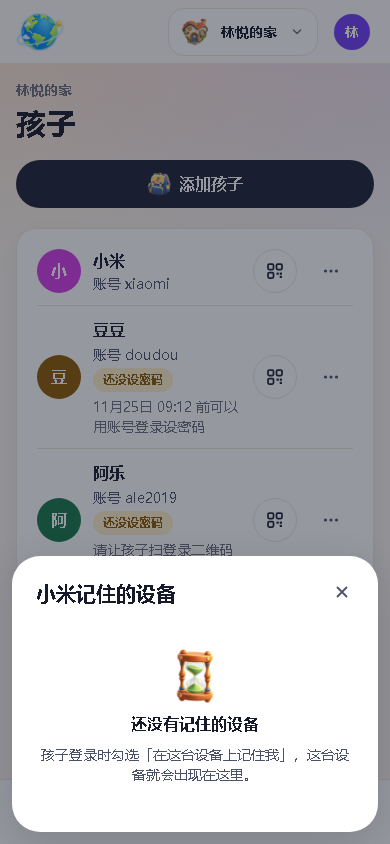 林悦的家
林
林悦的家
孩子
添加孩子
小
小米
账号 xiaomi
豆
豆豆
账号 doudou
还没设密码
11月25日 09:12 前可以
用账号登录设密码
阿
阿乐
账号 ale2019
还没设密码
请让孩子扫登录二维码
小米记住的设备
还没有记住的设备
孩子登录时勾选「在这台设备上记住我」，这台设
备就会出现在这里。